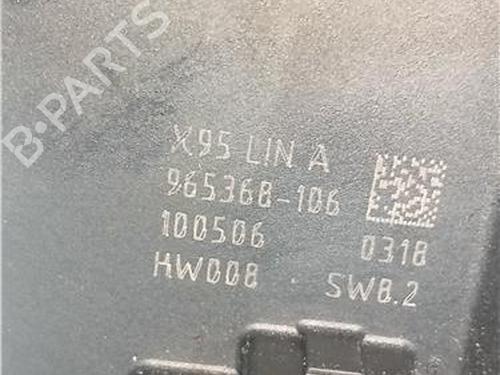 B-PARTS
X95 LIN A
965368-106
100506 0318
HW008 · SW8.2